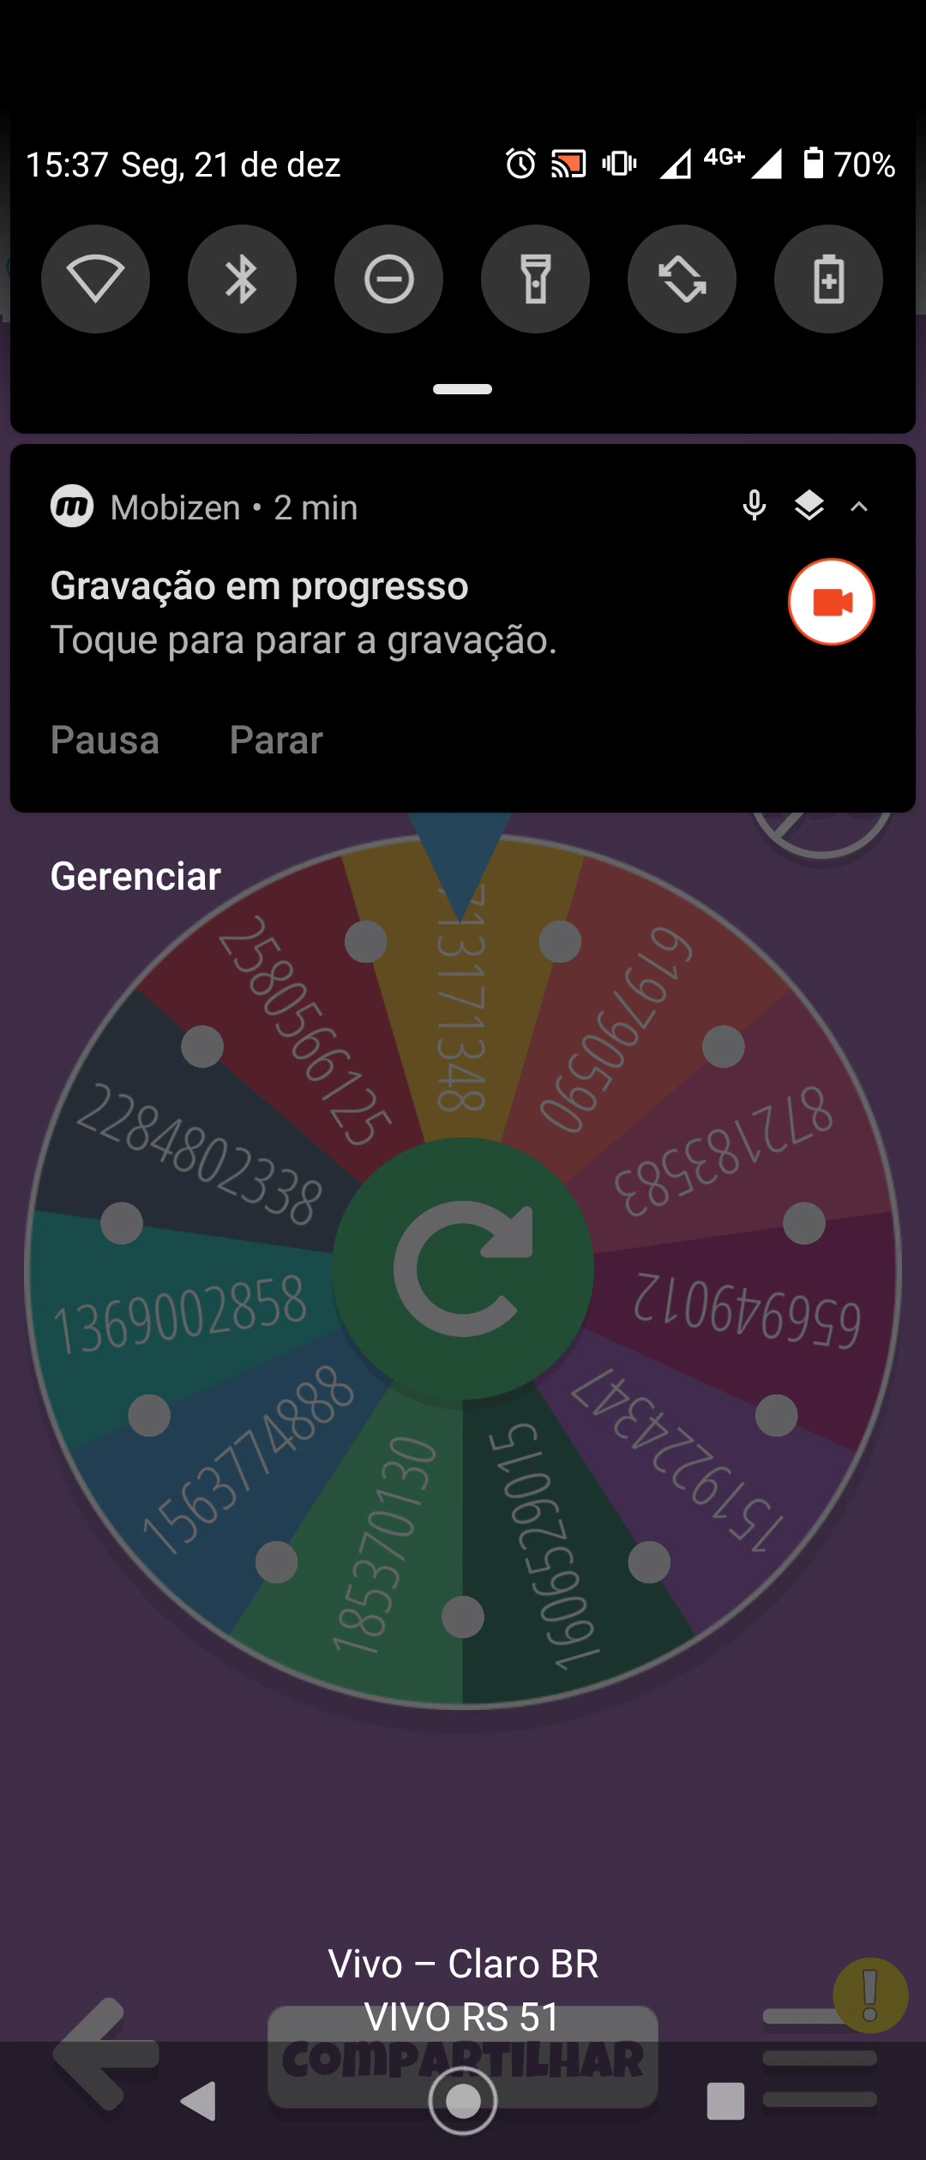 15:37 Seg, 21 de dez
4G+
70%
Mobizen • 2 min
Gravação em progresso
Toque para parar a gravação.
Pausa Parar
Gerenciar
713171348
619790590
872183583
656949012
1519224347
1606529015
185370130
1563774888
1369002858
2284802338
2580566125
Vivo – Claro BR
VIVO RS 51
COMPARTILHAR